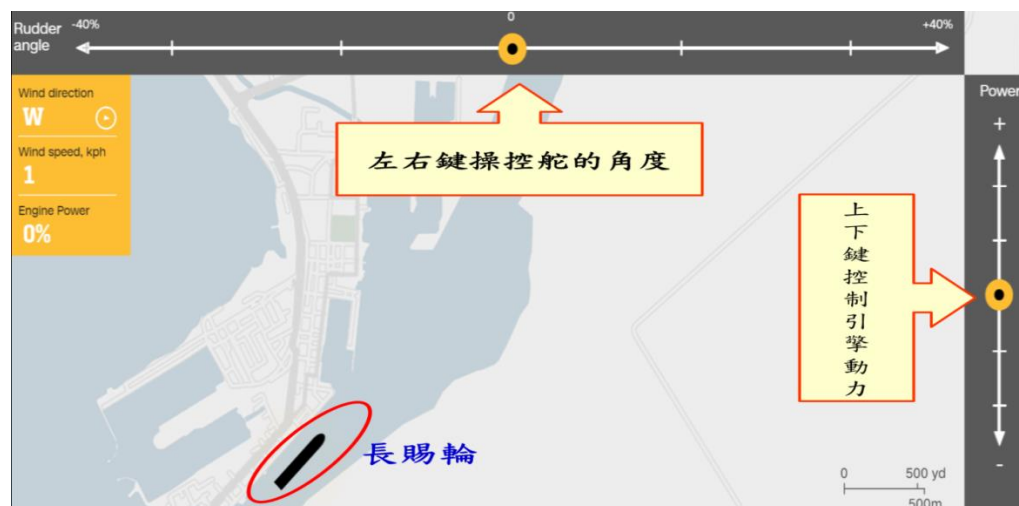 Rudder angle
-40%
0
+40%
Wind direction
W
Wind speed, kph
1
Engine Power
0%
左右鍵操控舵的角度
Power
+
上下鍵控制引擎動力
-
長賜輪
0
500 yd
500m